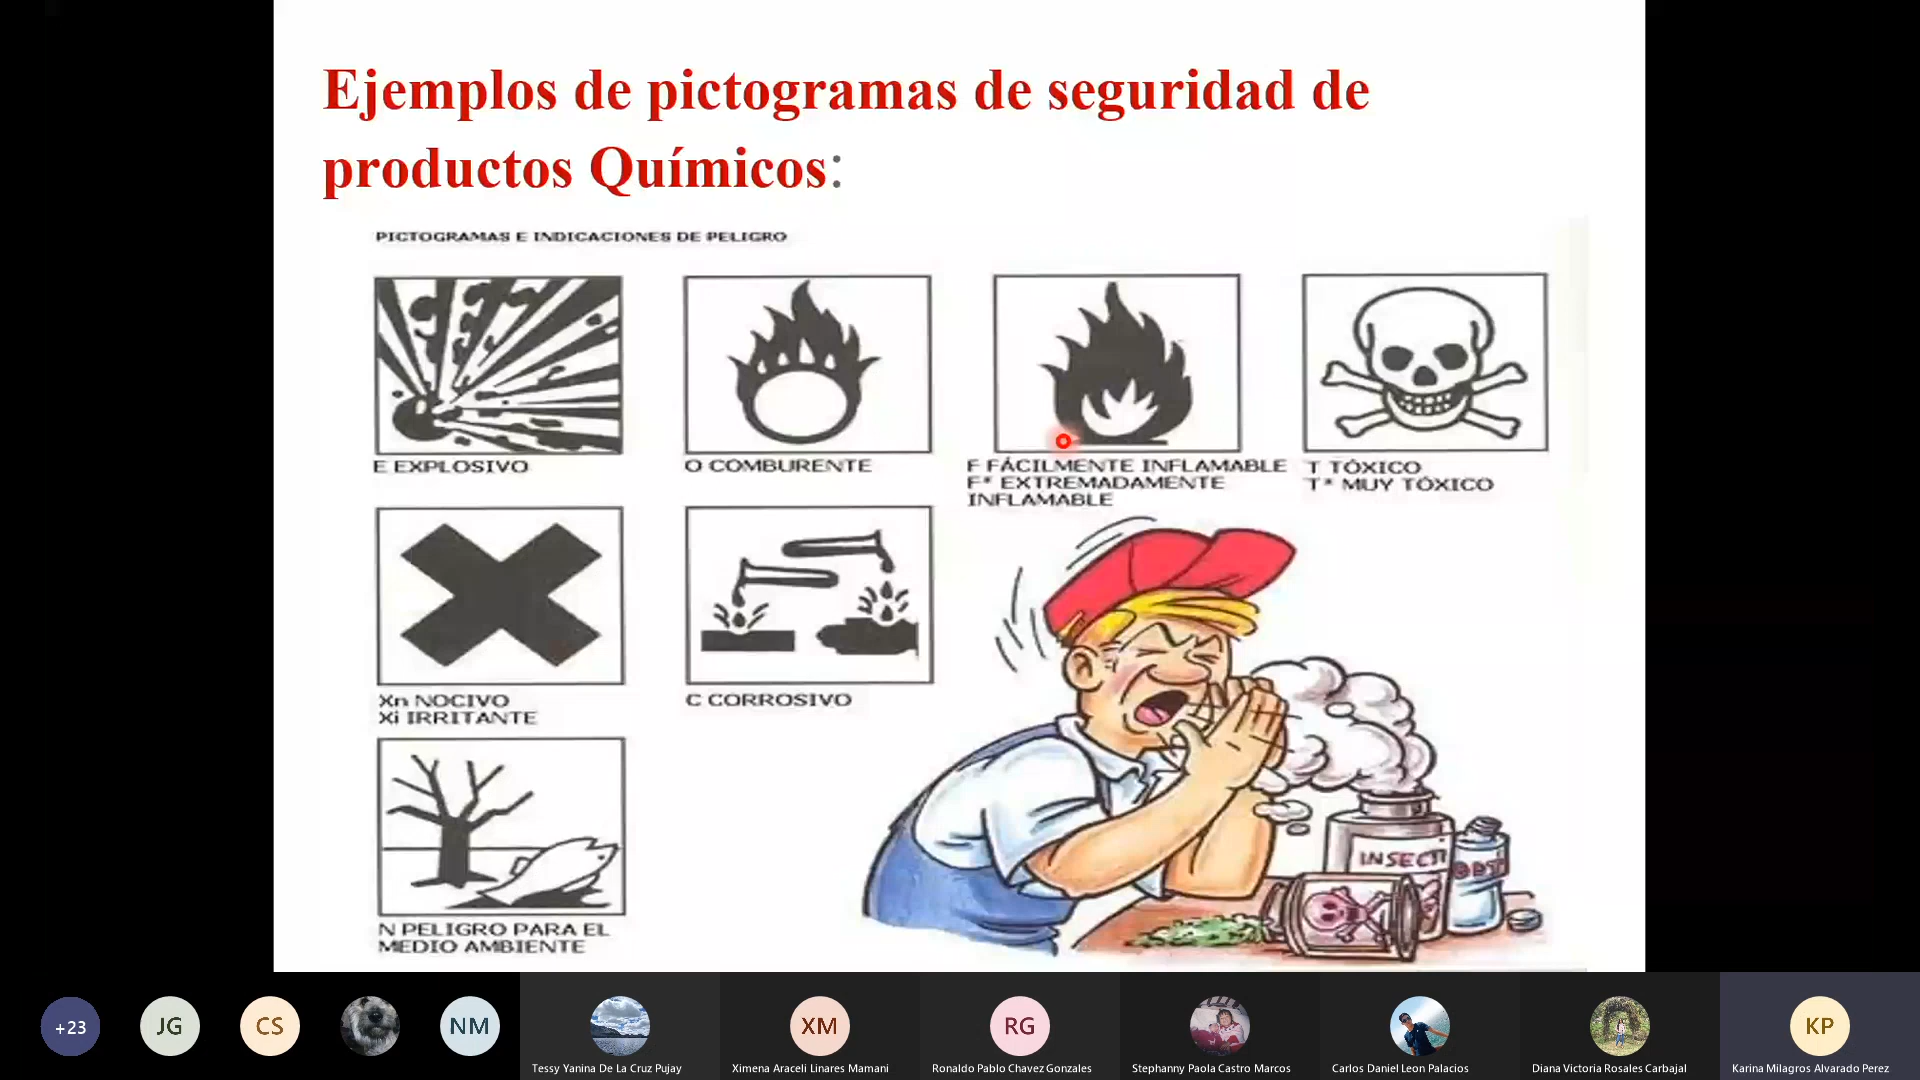 Ejemplos de pictogramas de seguridad de
productos Químicos:
PICTOGRAMAS E INDICACIONES DE PELIGRO
E EXPLOSIVO
O COMBURENTE
F FÁCILMENTE INFLAMABLE
F* EXTREMADAMENTE
INFLAMABLE
T TÓXICO
T* MUY TÓXICO
Xn NOCIVO
Xi IRRITANTE
C CORROSIVO
N PELIGRO PARA EL
MEDIO AMBIENTE
INSECTI
+23
JG
CS
NM
XM
RG
KP
Tessy Yanina De La Cruz Pujay
Ximena Araceli Linares Mamani
Ronaldo Pablo Chavez Gonzales
Stephanny Paola Castro Marcos
Carlos Daniel Leon Palacios
Diana Victoria Rosales Carbajal
Karina Milagros Alvarado Perez